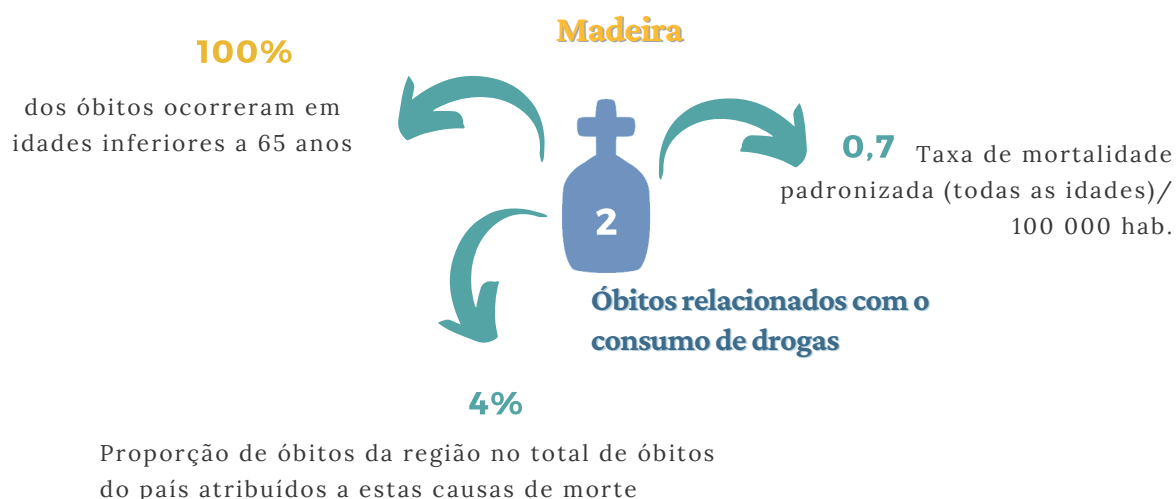 Madeira
100%
dos óbitos ocorreram em
idades inferiores a 65 anos
0,7 Taxa de mortalidade
padronizada (todas as idades)/
100 000 hab.
2
Óbitos relacionados com o
consumo de drogas
4%
Proporção de óbitos da região no total de óbitos
do país atribuídos a estas causas de morte